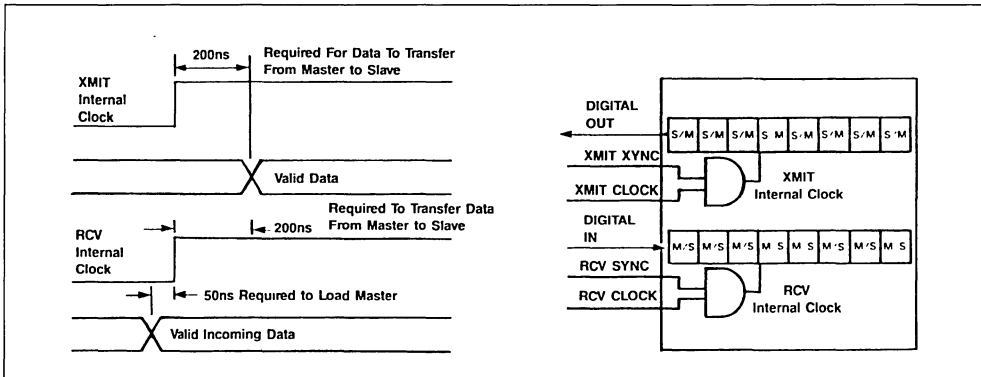 200ns
Required For Data To Transfer
From Master to Slave
XMIT
Internal
Clock
Valid Data
Required To Transfer Data
From Master to Slave
200ns
RCV
Internal
Clock
50ns Required to Load Master
Valid Incoming Data
DIGITAL
OUT
S/M S/M S/M S M S/M S/M S/M S/M
XMIT XYNC
XMIT CLOCK
XMIT
Internal Clock
DIGITAL
IN
M/S M/S M/S M S M/S M/S M/S M S
RCV SYNC
RCV CLOCK
RCV
Internal Clock